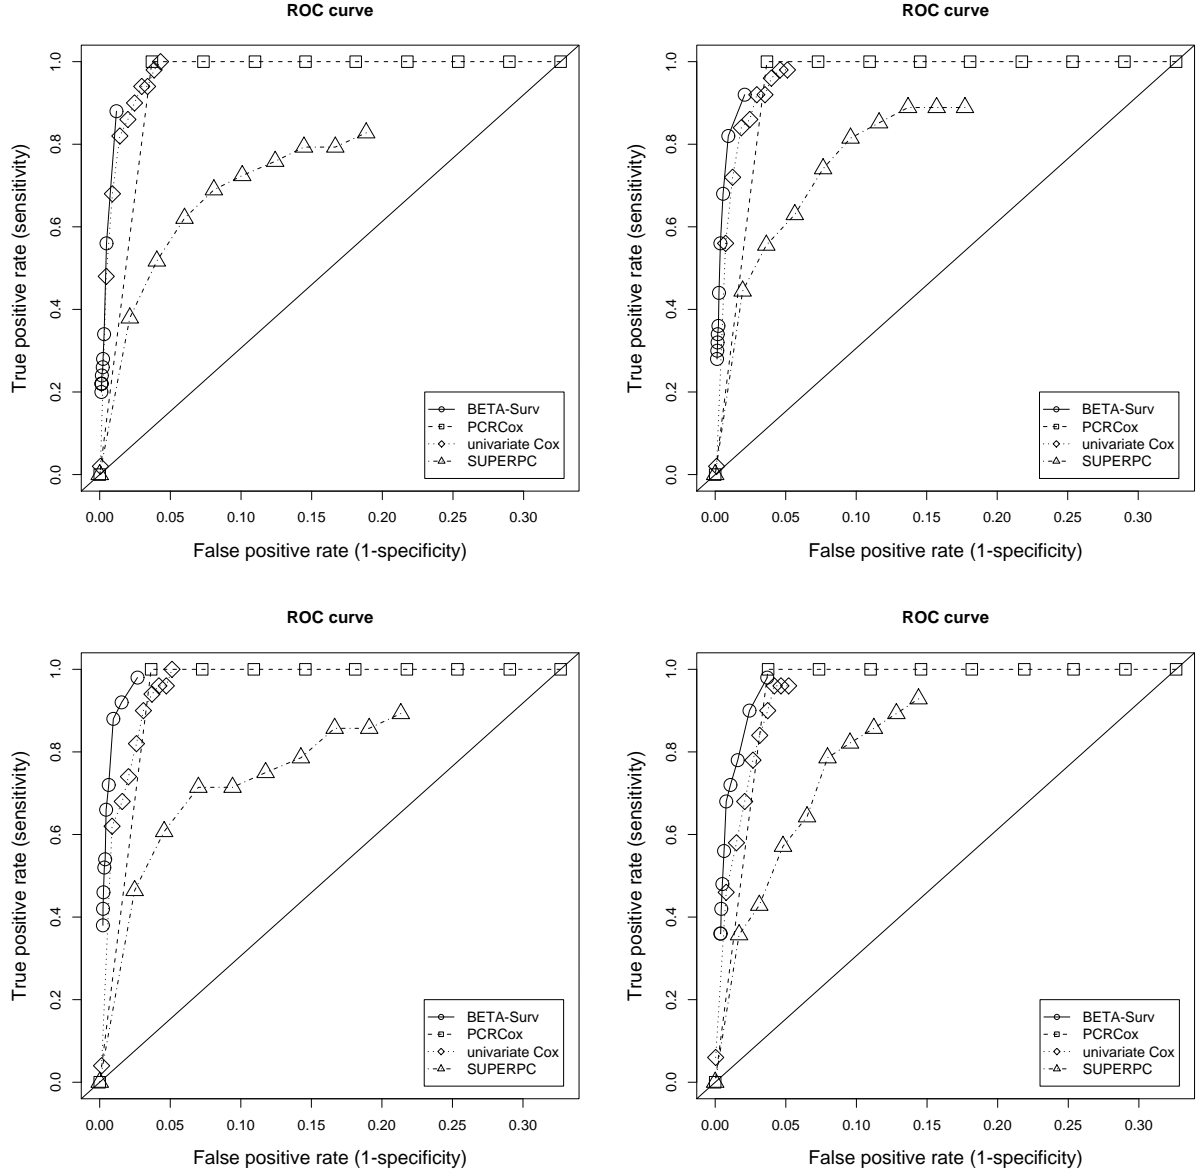 ROC curve
True positive rate (sensitivity)
1.0
0.8
0.6
0.4
0.2
0.0
BETA-Surv
PCRCox
univariate Cox
SUPERPC
0.00 0.05 0.10 0.15 0.20 0.25 0.30
False positive rate (1-specificity)
ROC curve
True positive rate (sensitivity)
1.0
0.8
0.6
0.4
0.2
0.0
BETA-Surv
PCRCox
univariate Cox
SUPERPC
0.00 0.05 0.10 0.15 0.20 0.25 0.30
False positive rate (1-specificity)
ROC curve
True positive rate (sensitivity)
1.0
0.8
0.6
0.4
0.2
0.0
BETA-Surv
PCRCox
univariate Cox
SUPERPC
0.00 0.05 0.10 0.15 0.20 0.25 0.30
False positive rate (1-specificity)
ROC curve
True positive rate (sensitivity)
1.0
0.8
0.6
0.4
0.2
0.0
BETA-Surv
PCRCox
univariate Cox
SUPERPC
0.00 0.05 0.10 0.15 0.20 0.25 0.30
False positive rate (1-specificity)